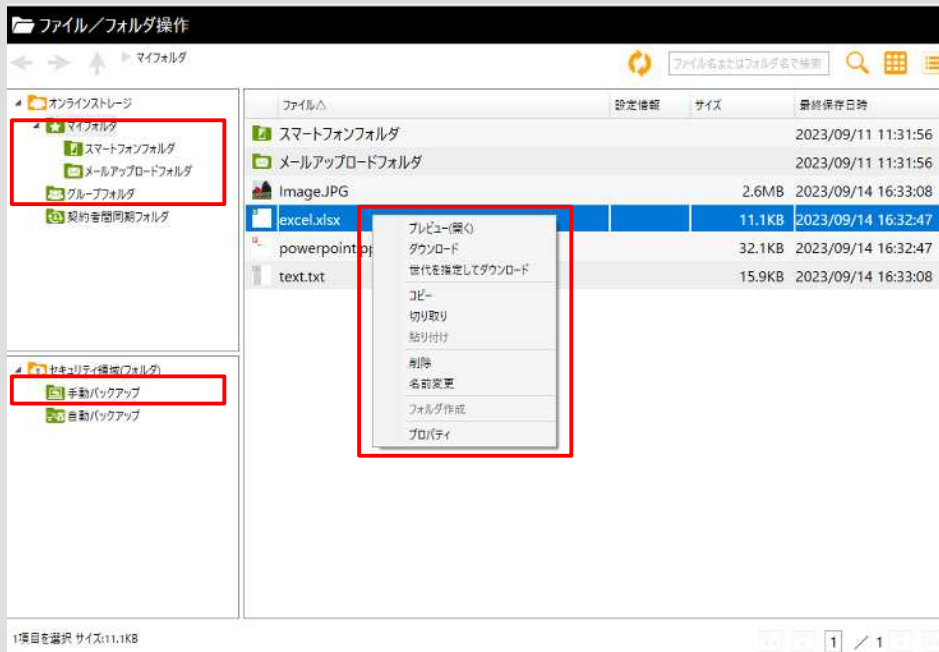 ファイル／フォルダ操作
マイフォルダ
ファイル名またはフォルダ名で検索
オンラインストレージ
マイフォルダ
スマートフォンフォルダ
メールアップロードフォルダ
グループフォルダ
契約者間同期フォルダ
ファイル△ 設定情報 サイズ 最終保存日時
スマートフォンフォルダ 2023/09/11 11:31:56
メールアップロードフォルダ 2023/09/11 11:31:56
Image.JPG 2.6MB 2023/09/14 16:33:08
excel.xlsx 11.1KB 2023/09/14 16:32:47
powerpoint.pp 32.1KB 2023/09/14 16:32:47
text.txt 15.9KB 2023/09/14 16:33:08
プレビュー(開く)
ダウンロード
世代を指定してダウンロード
コピー
切り取り
貼り付け
削除
名前変更
フォルダ作成
プロパティ
セキュリティ領域(フォルダ)
手動バックアップ
自動バックアップ
1項目を選択 サイズ:11.1KB
1 ／ 1